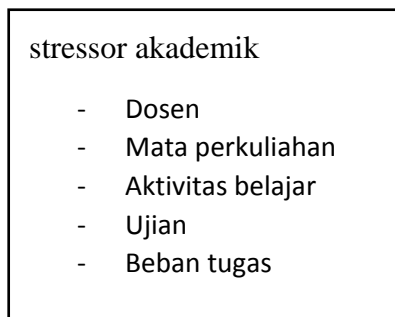 stressor akademik
- Dosen
- Mata perkuliahan
- Aktivitas belajar
- Ujian
- Beban tugas